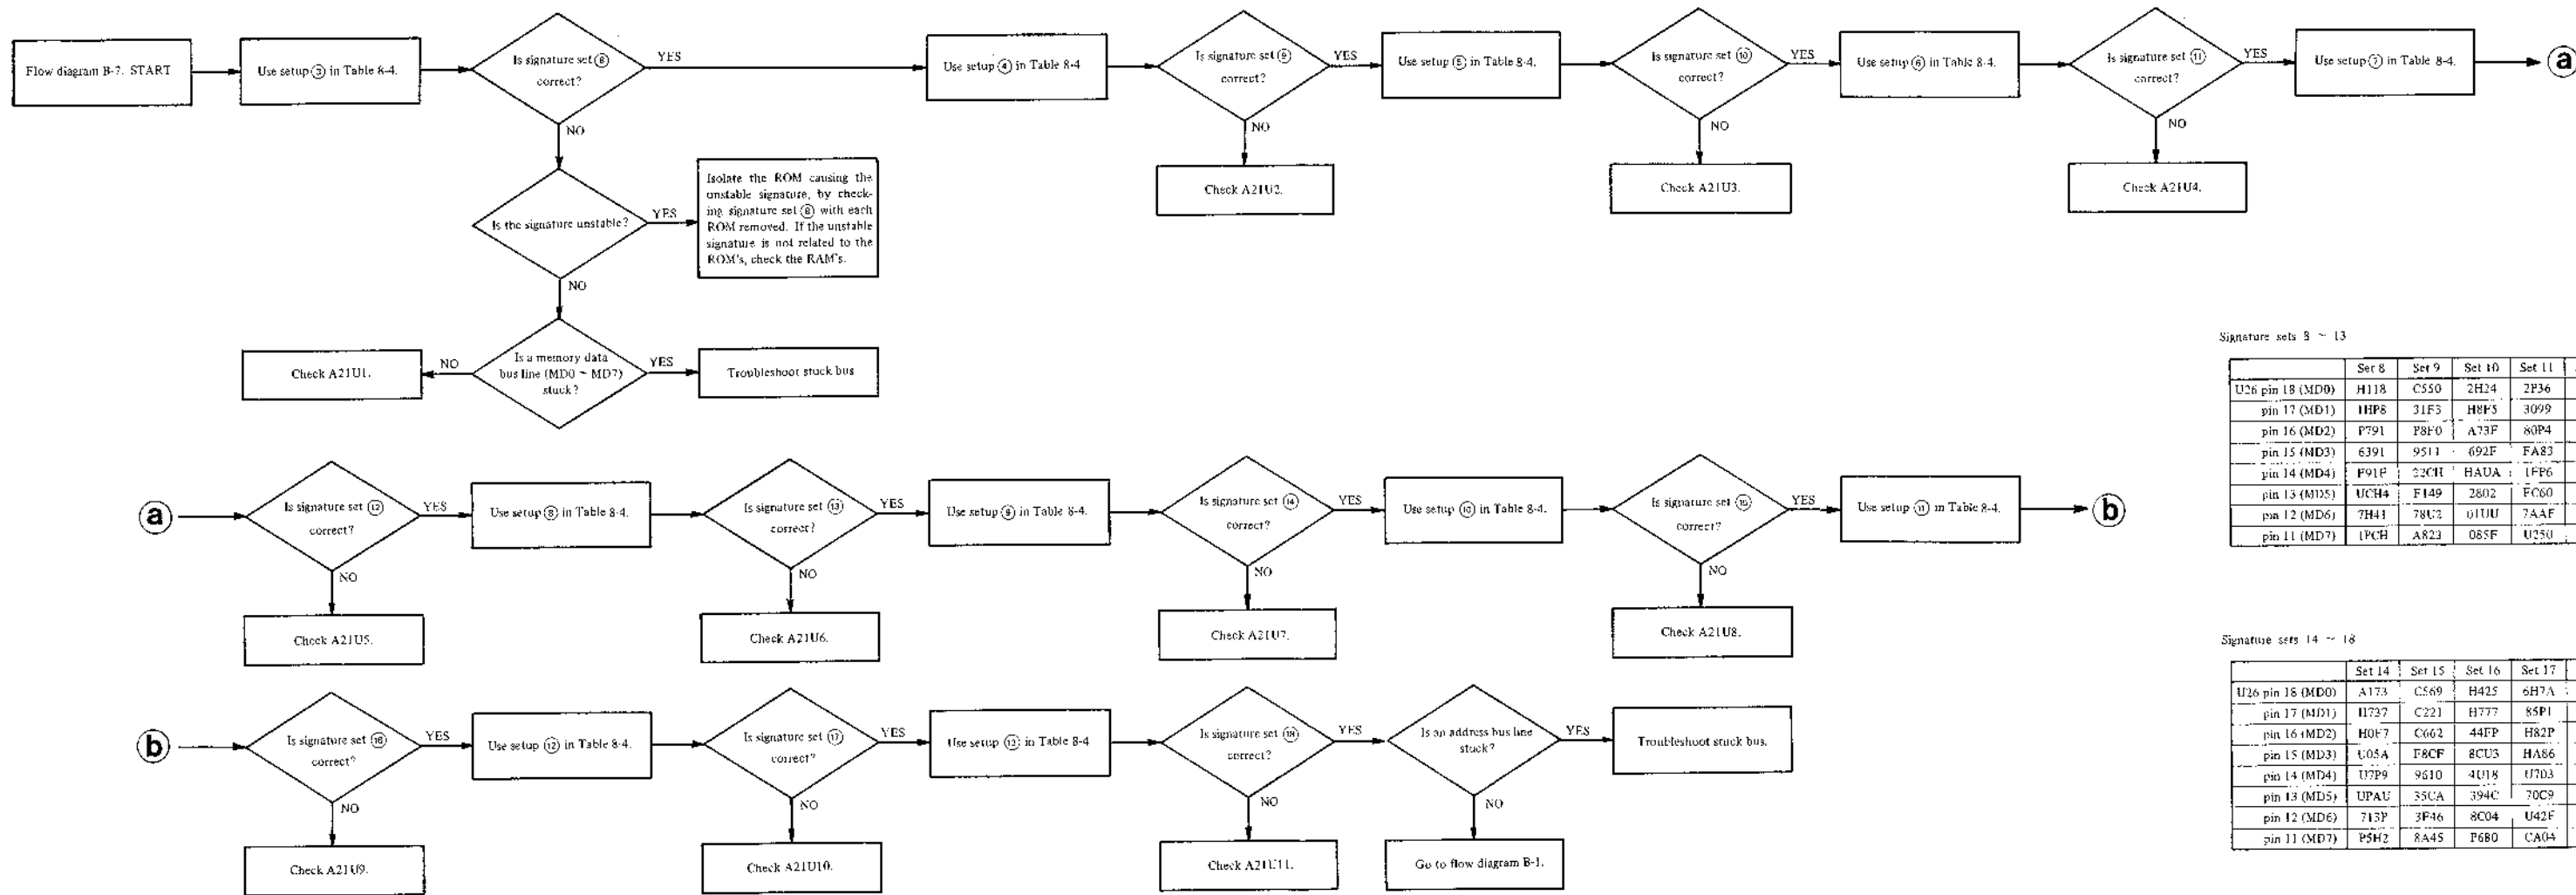 Flow diagram B-7. START
Use setup ③ in Table 8-4.
Is signature set ⑧
correct?
YES
NO
Use setup ④ in Table 8-4
Is signature set ⑨
correct?
YES
NO
Use setup ⑤ in Table 8-4.
Is signature set ⑩
correct?
YES
NO
Use setup ⑥ in Table 8-4.
Is signature set ⑪
correct?
YES
NO
Use setup ⑦ in Table 8-4.
a
Is the signature unstable?
YES
NO
Isolate the ROM causing the
unstable signature, by check-
ing signature set ⑧ with each
ROM removed. If the unstable
signature is not related to the
ROM's, check the RAM's.
Check A21U2.
Check A21U3.
Check A21U4.
Check A21U1.
NO
Is a memory data
bus line (MD0 ~ MD7)
stuck?
YES
Troubleshoot stuck bus
Signature sets 8 ~ 13
Set 8 Set 9 Set 10 Set 11
U26 pin 18 (MD0) H118 C550 2H24 2P36
pin 17 (MD1) 1HP8 31F3 H8F5 3099
pin 16 (MD2) P791 P8F0 A73F 80P4
pin 15 (MD3) 6391 9511 692F FA83
pin 14 (MD4) F91F 22CH HAUA 1FP6
pin 13 (MD5) UCH4 F149 2802 FC60
pin 12 (MD6) 7H41 78U2 01UU 7AAF
pin 11 (MD7) 1PCH A823 085F U250
a
Is signature set ⑫
correct?
YES
NO
Use setup ⑧ in Table 8-4.
Is signature set ⑬
correct?
YES
NO
Use setup ⑨ in Table 8-4.
Is signature set ⑭
correct?
YES
NO
Use setup ⑩ in Table 8-4.
Is signature set ⑮
correct?
YES
NO
Use setup ⑪ in Table 8-4.
b
Check A21U5.
Check A21U6.
Check A21U7.
Check A21U8.
Signature sets 14 ~ 18
Set 14 Set 15 Set 16 Set 17
U26 pin 18 (MD0) A173 C569 H425 6H7A
pin 17 (MD1) H737 C221 H777 85P1
pin 16 (MD2) H0F7 C662 44FP H82P
pin 15 (MD3) U05A F8CF 8CU3 HA86
pin 14 (MD4) U7P9 9610 4U18 U703
pin 13 (MD5) UPAU 35CA 394C 70C9
pin 12 (MD6) 713P 3F46 8C04 U42F
pin 11 (MD7) P5H2 8A45 P6B0 CA04
b
Is signature set ⑯
correct?
YES
NO
Use setup ⑫ in Table 8-4.
Is signature set ⑰
correct?
YES
NO
Use setup ⑬ in Table 8-4
Is signature set ⑱
correct?
YES
NO
Is an address bus line
stuck?
YES
NO
Troubleshoot stuck bus.
Check A21U9.
Check A21U10.
Check A21U11.
Go to flow diagram B-1.